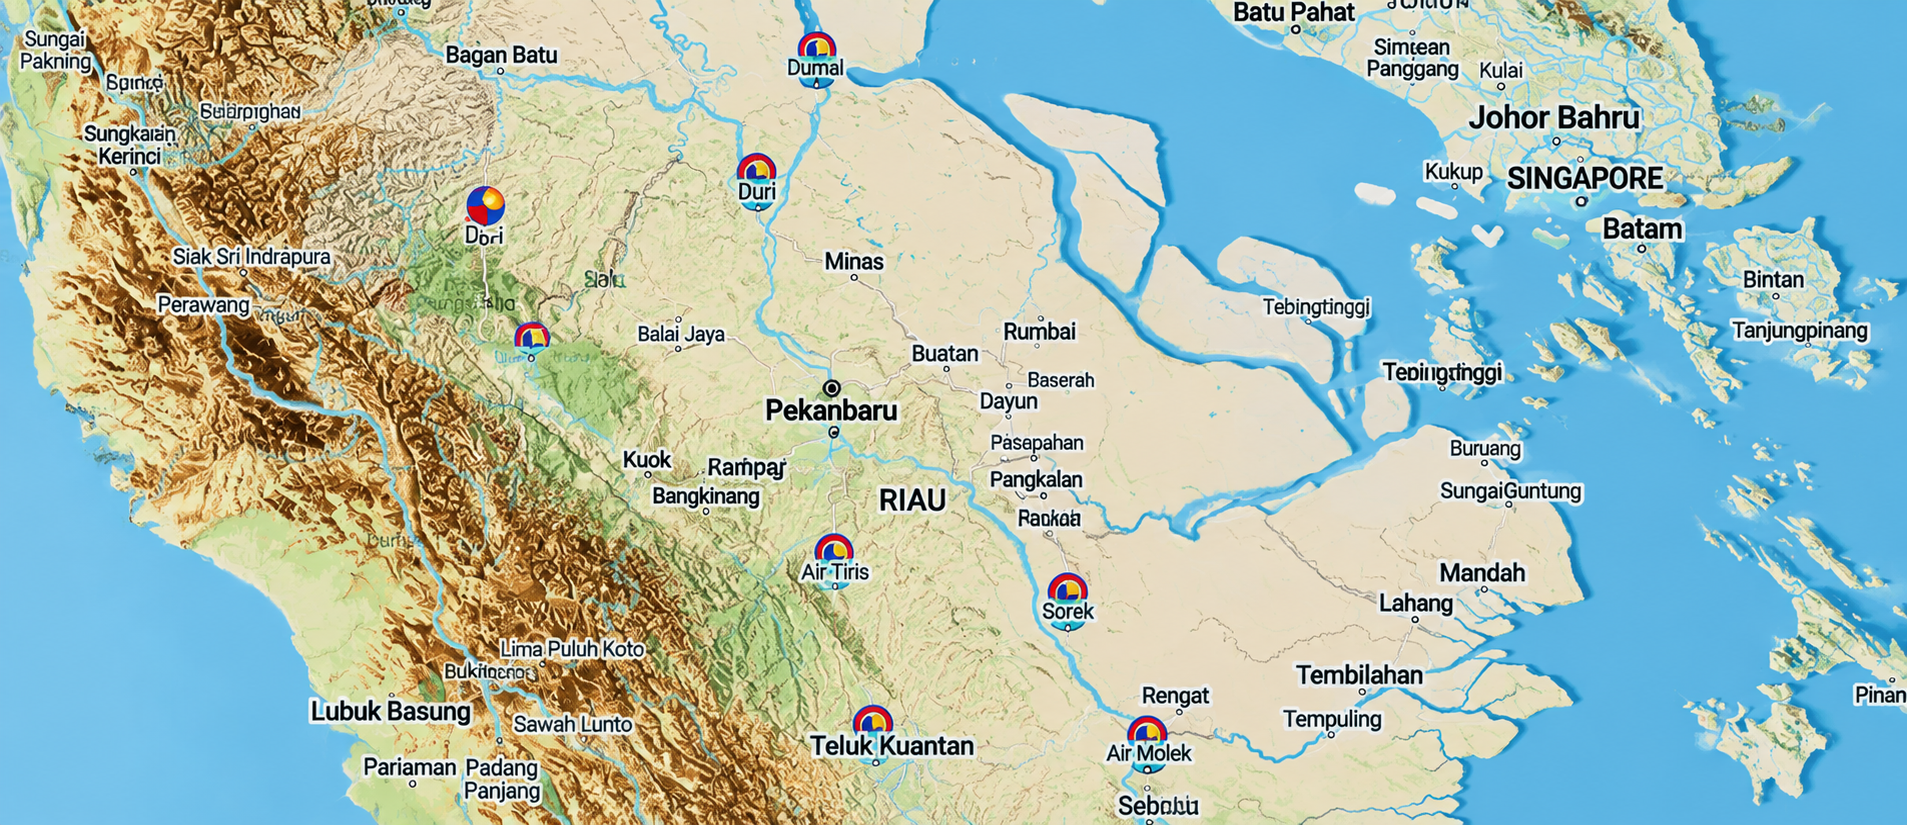 Batu Pahat
Sungai
Pakning
Bagan Batu
Panggang
Kulai
Dumal
Johor Bahru
Sungkaran
Kerinci
Kukup
SINGAPORE
Duri
Batam
Siak Sri Indrapura
Minas
Bintan
Perawang
Tebingtinggi
Balai Jaya
Rumbai
Tanjungpinang
Buatan
Baserah
Dayun
Pekanbaru
Pasepahan
Buruang
Kuok
Rampaj
Pangkalan
SungaiGuntung
Bangkinang
RIAU
Air Tiris
Mandah
Sorek
Lahang
Lima Puluh Koto
Tembilahan
Rengat
Pinan
Lubuk Basung
Sawah Lunto
Tempuling
Teluk Kuantan
Air Molek
Pariaman
Padang
Panjang